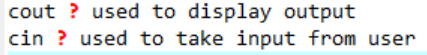 cout ? used to display output
cin ? used to take input from user